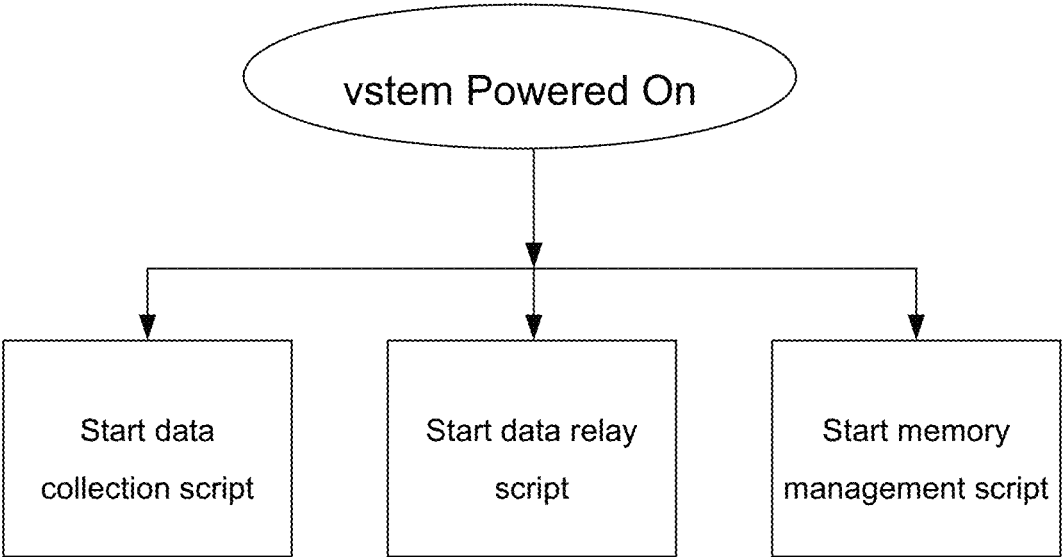 vstem Powered On
Start data
collection script
Start data relay
script
Start memory
management script